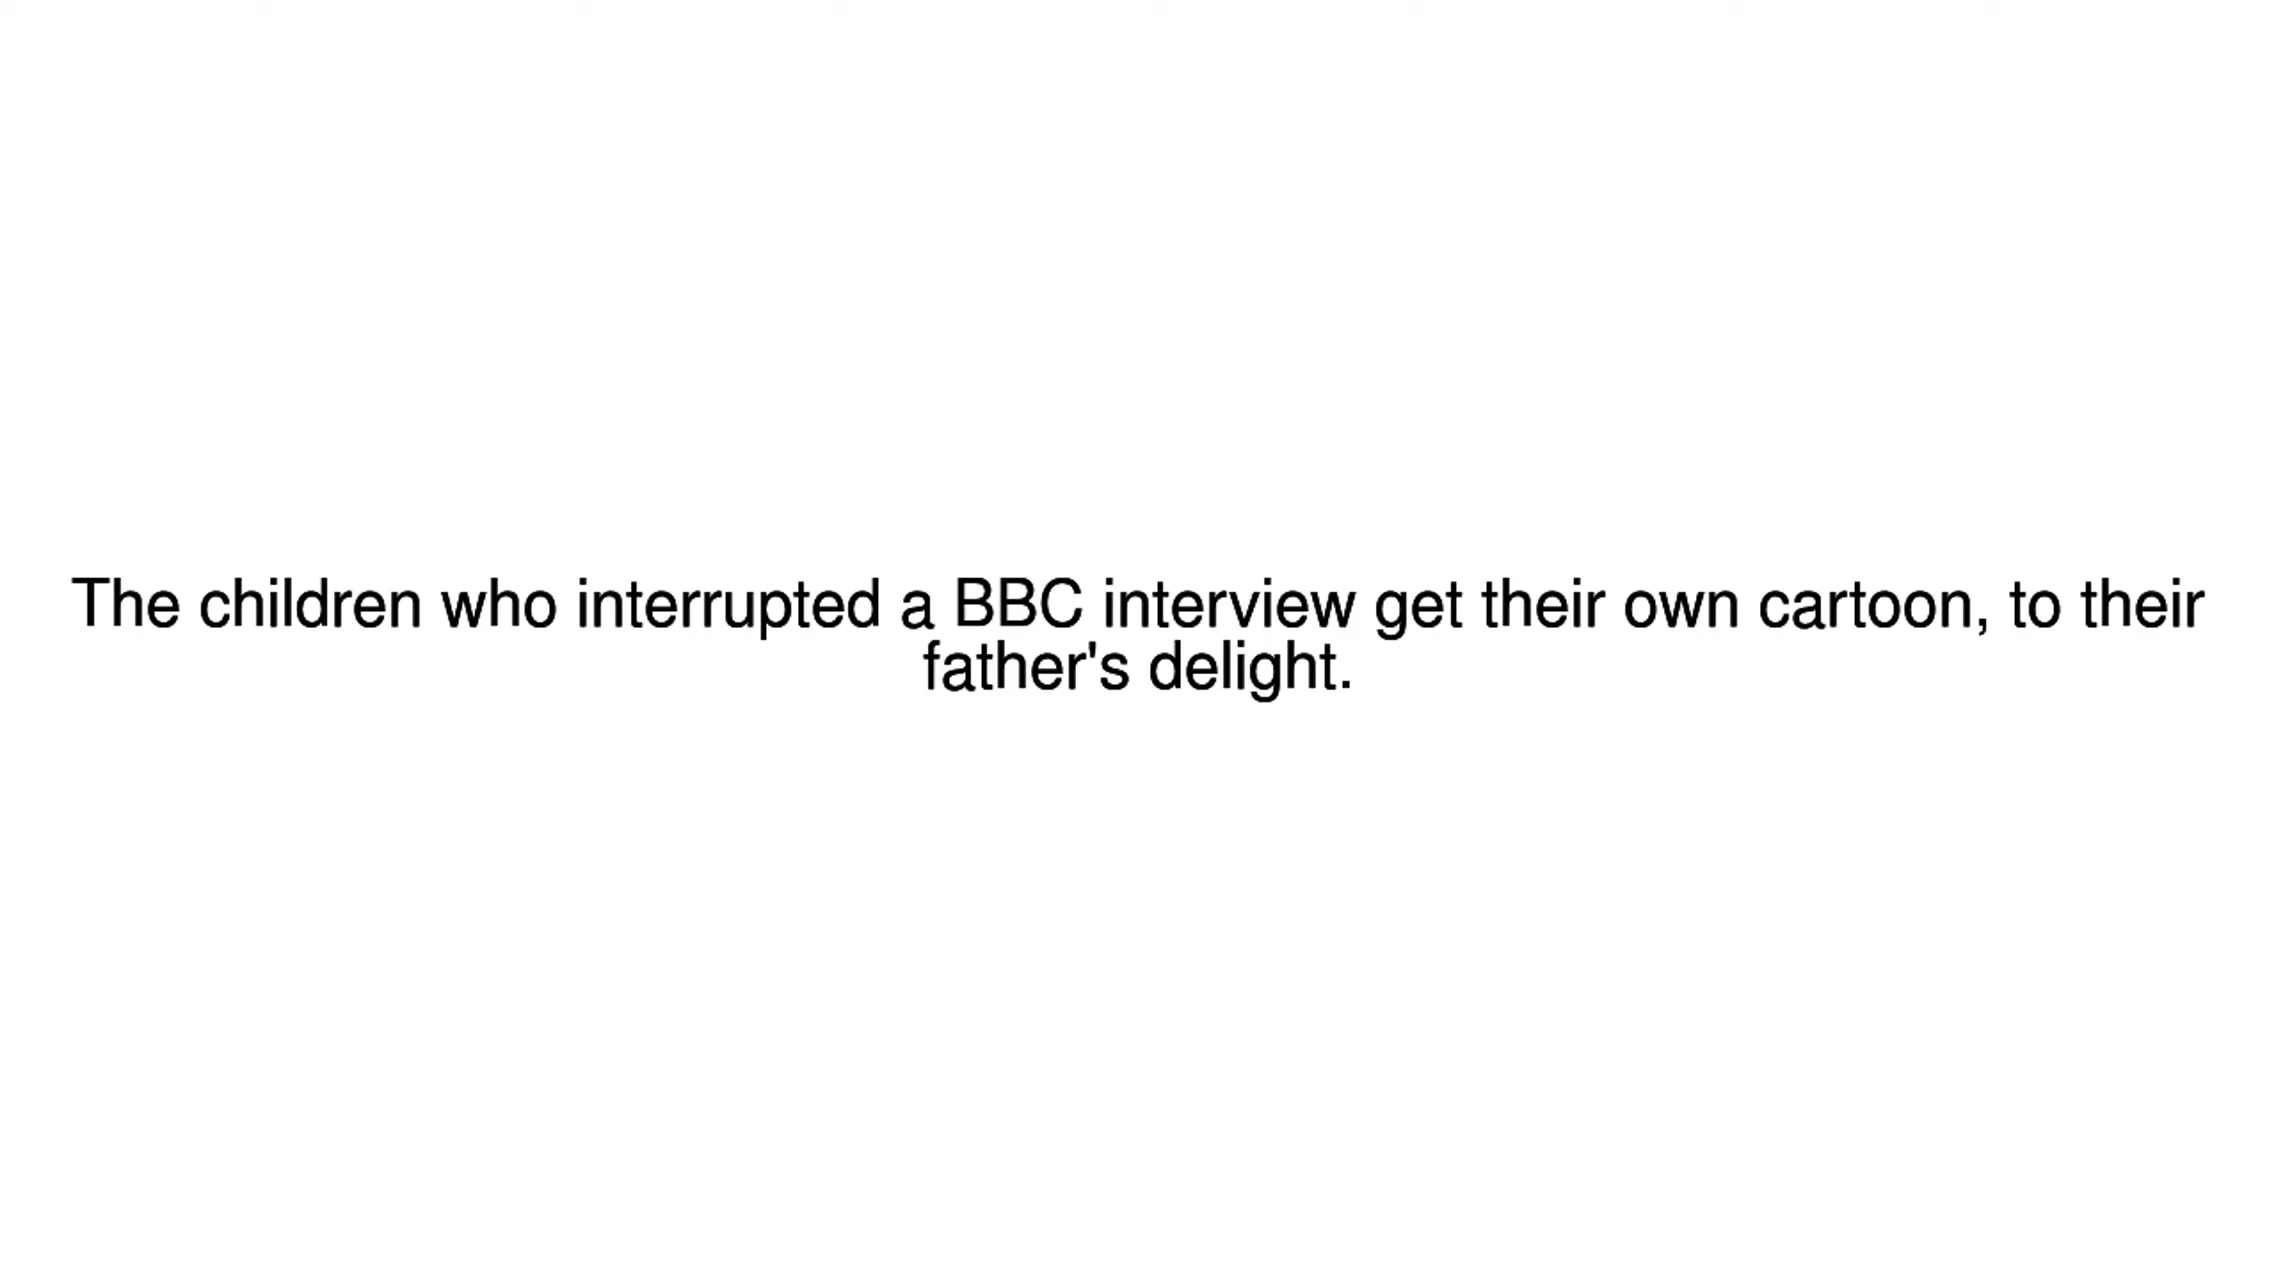 The children who interrupted a BBC interview get their own cartoon, to their
father's delight.